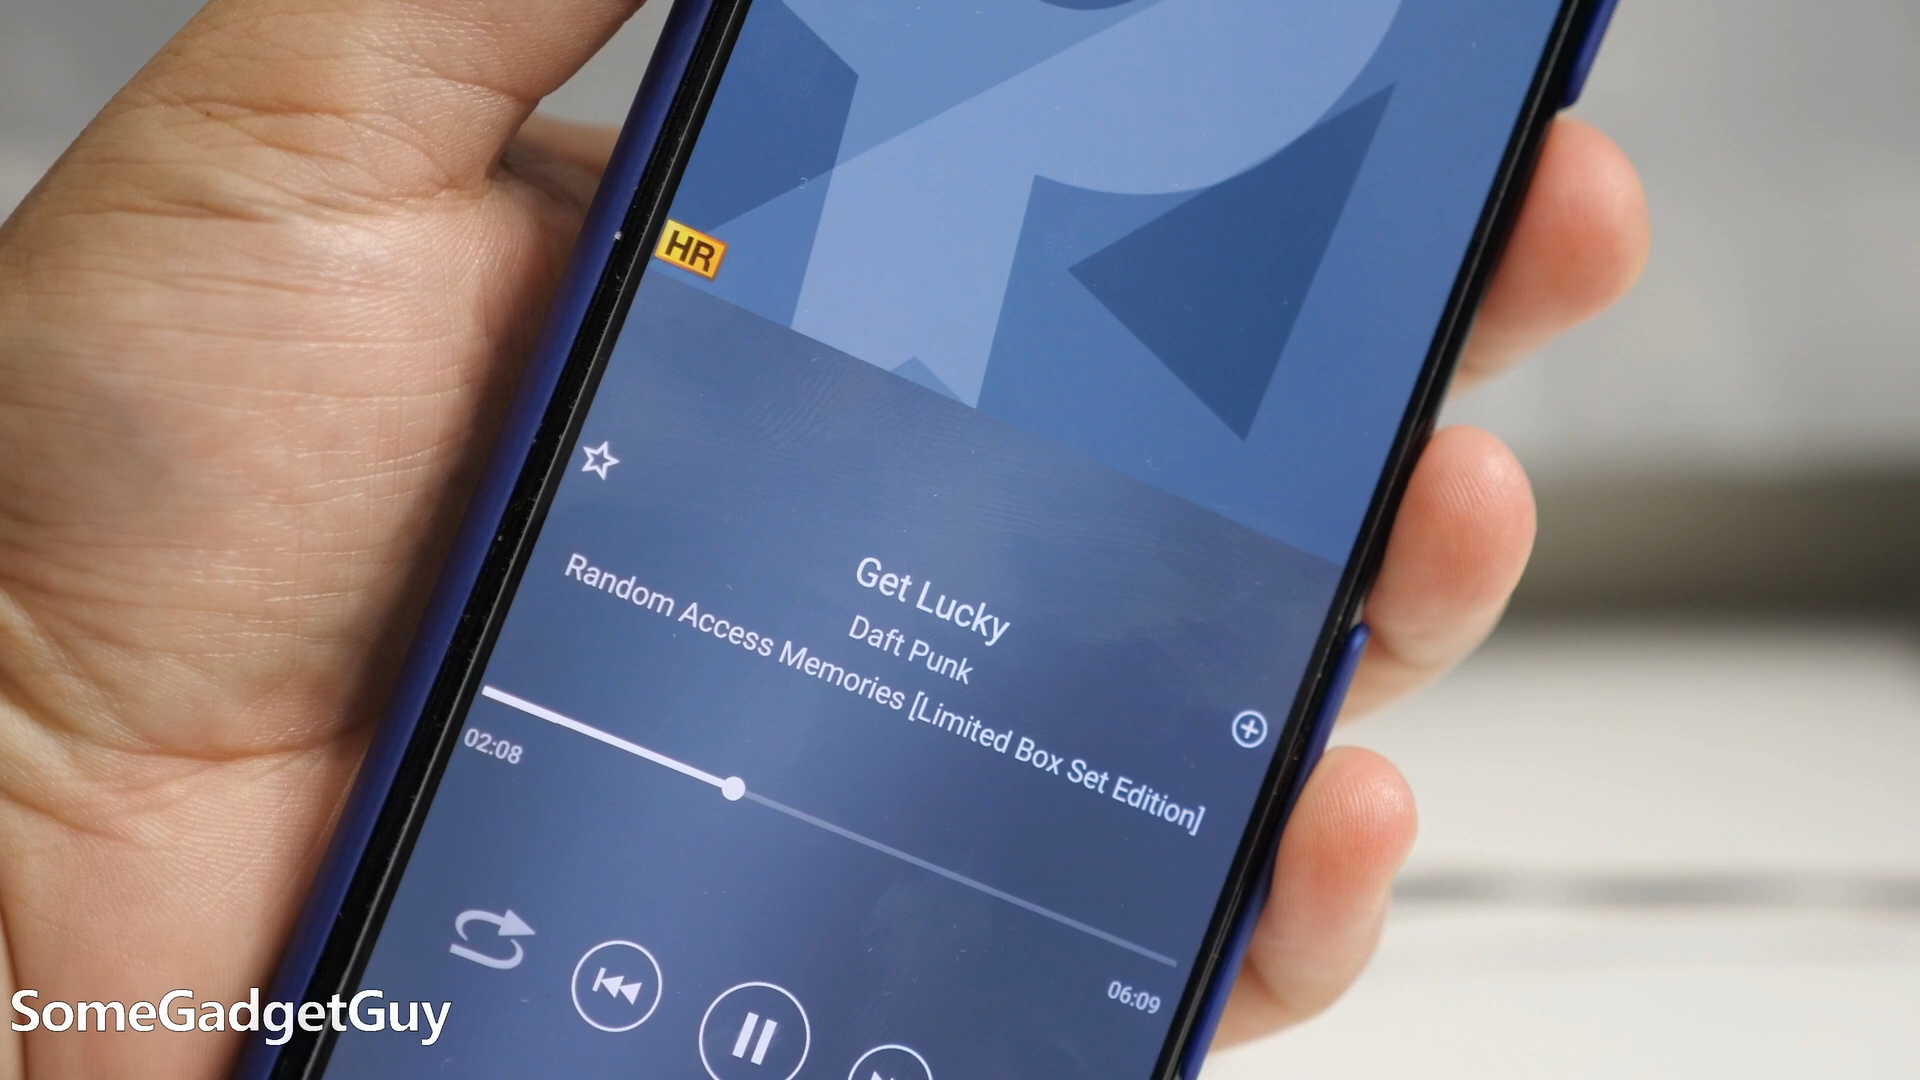 HR
Get Lucky
Daft Punk
Random Access Memories [Limited Box Set Edition]
02:08
06:09
SomeGadgetGuy